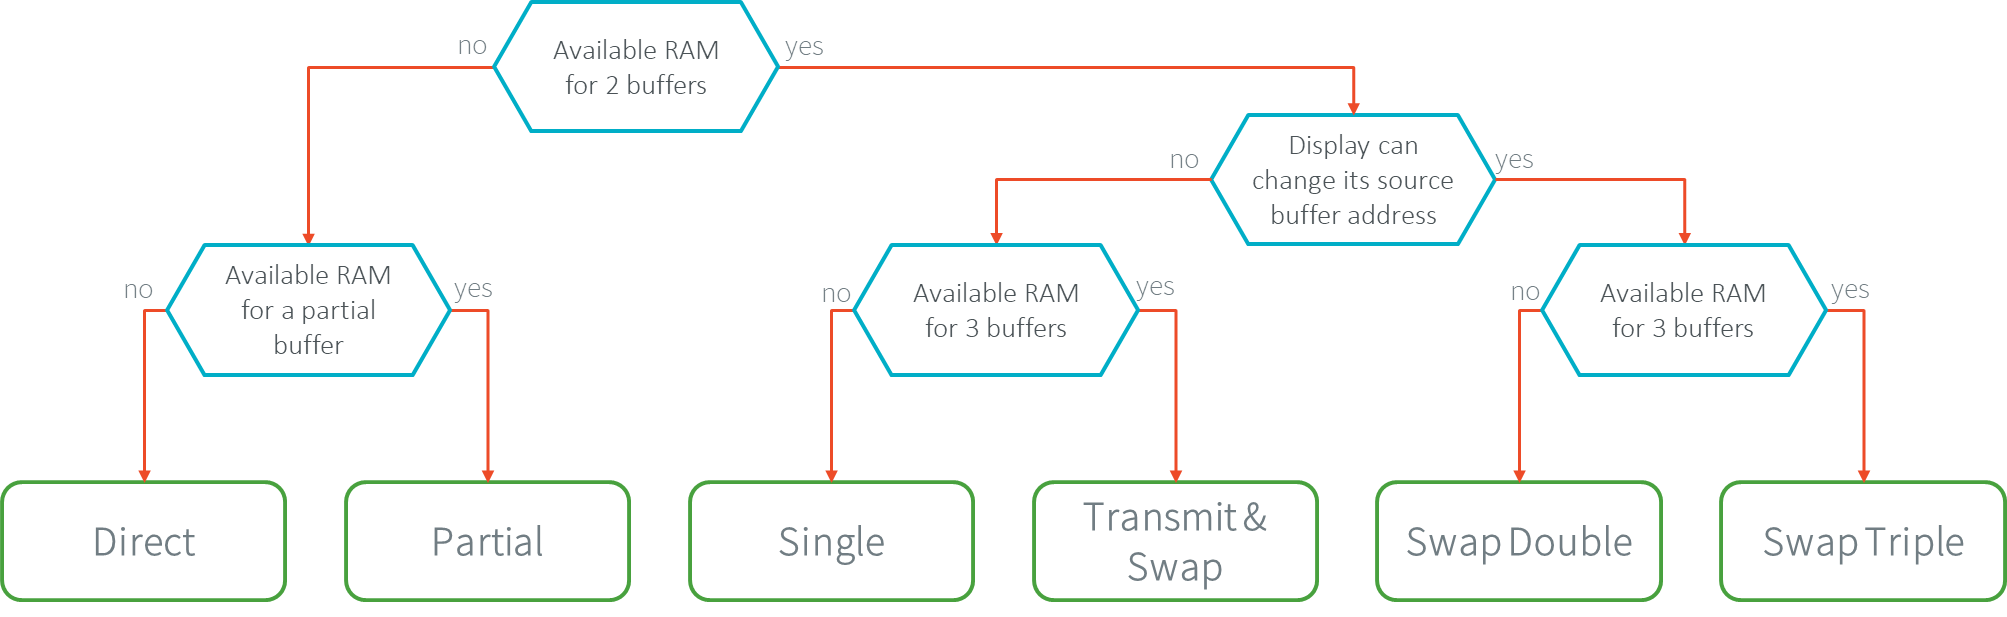 no
Available RAM
for 2 buffers
yes
no
Display can
change its source
buffer address
yes
no
Available RAM
for a partial
buffer
yes
no
Available RAM
for 3 buffers
yes
no
Available RAM
for 3 buffers
yes
Direct
Partial
Single
Transmit &
Swap
Swap Double
Swap Triple